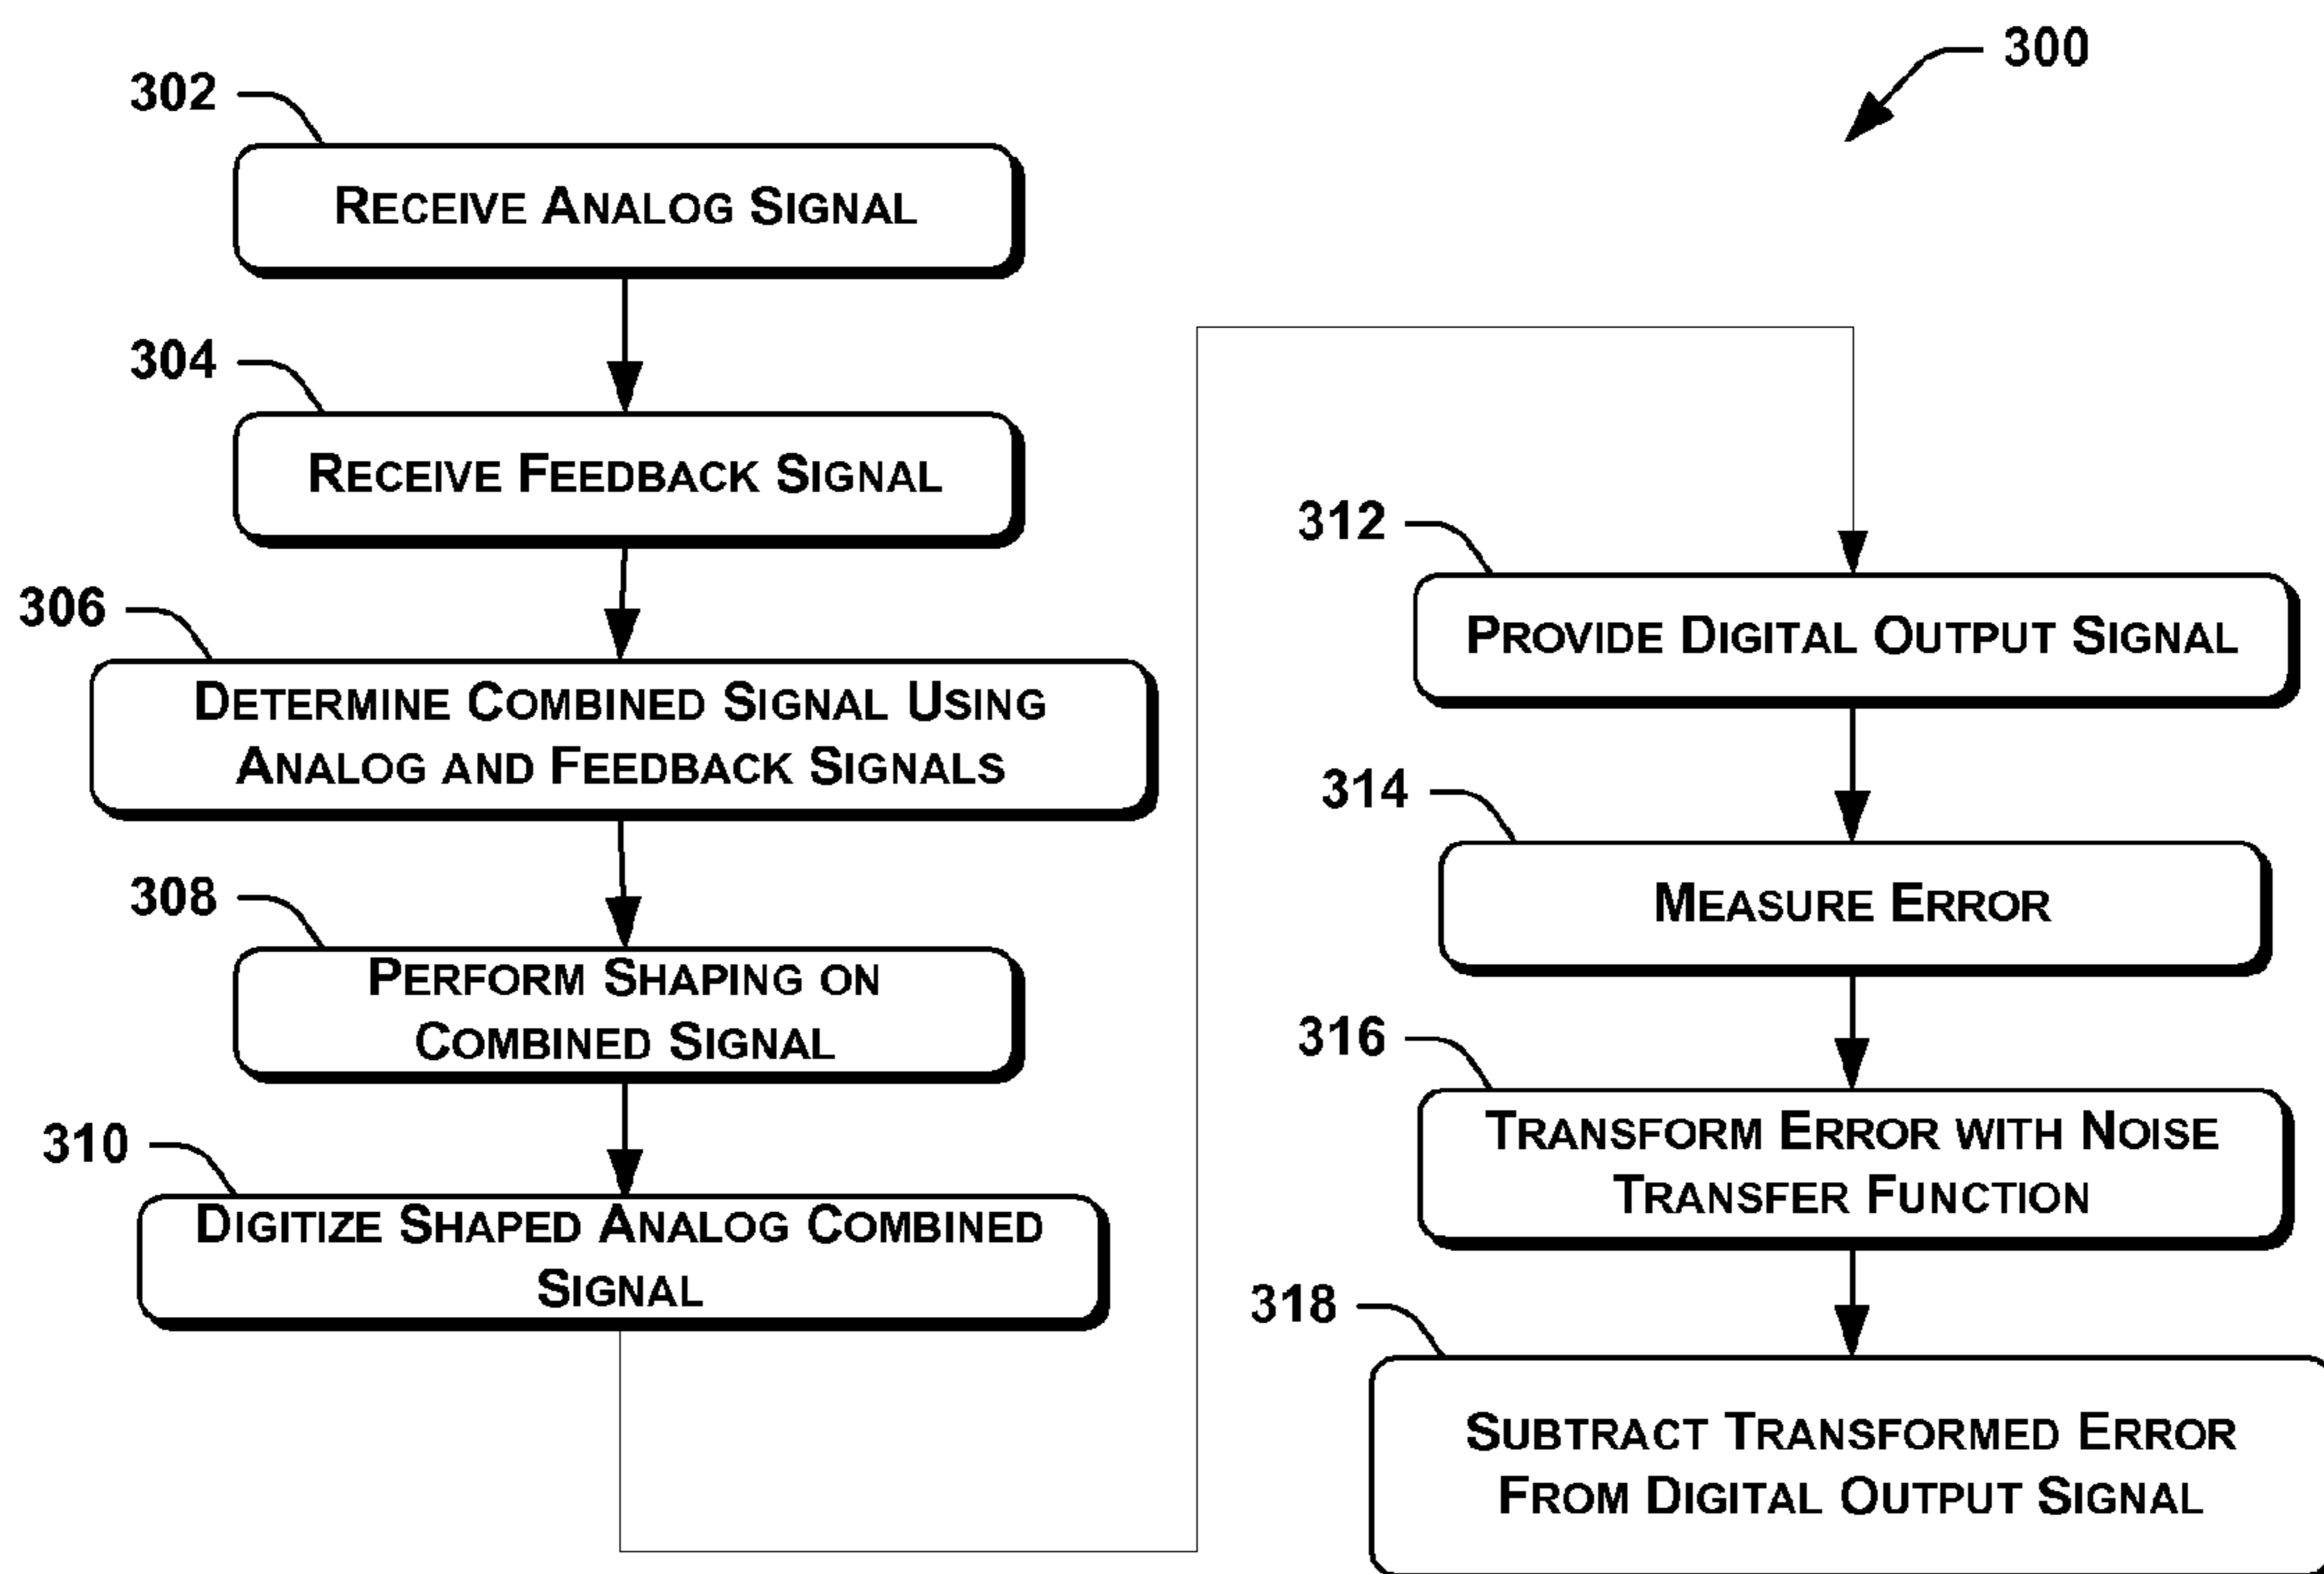 300
302
RECEIVE ANALOG SIGNAL
304
RECEIVE FEEDBACK SIGNAL
306
DETERMINE COMBINED SIGNAL USING
ANALOG AND FEEDBACK SIGNALS
308
PERFORM SHAPING ON
COMBINED SIGNAL
310
DIGITIZE SHAPED ANALOG COMBINED
SIGNAL
312
PROVIDE DIGITAL OUTPUT SIGNAL
314
MEASURE ERROR
316
TRANSFORM ERROR WITH NOISE
TRANSFER FUNCTION
318
SUBTRACT TRANSFORMED ERROR
FROM DIGITAL OUTPUT SIGNAL